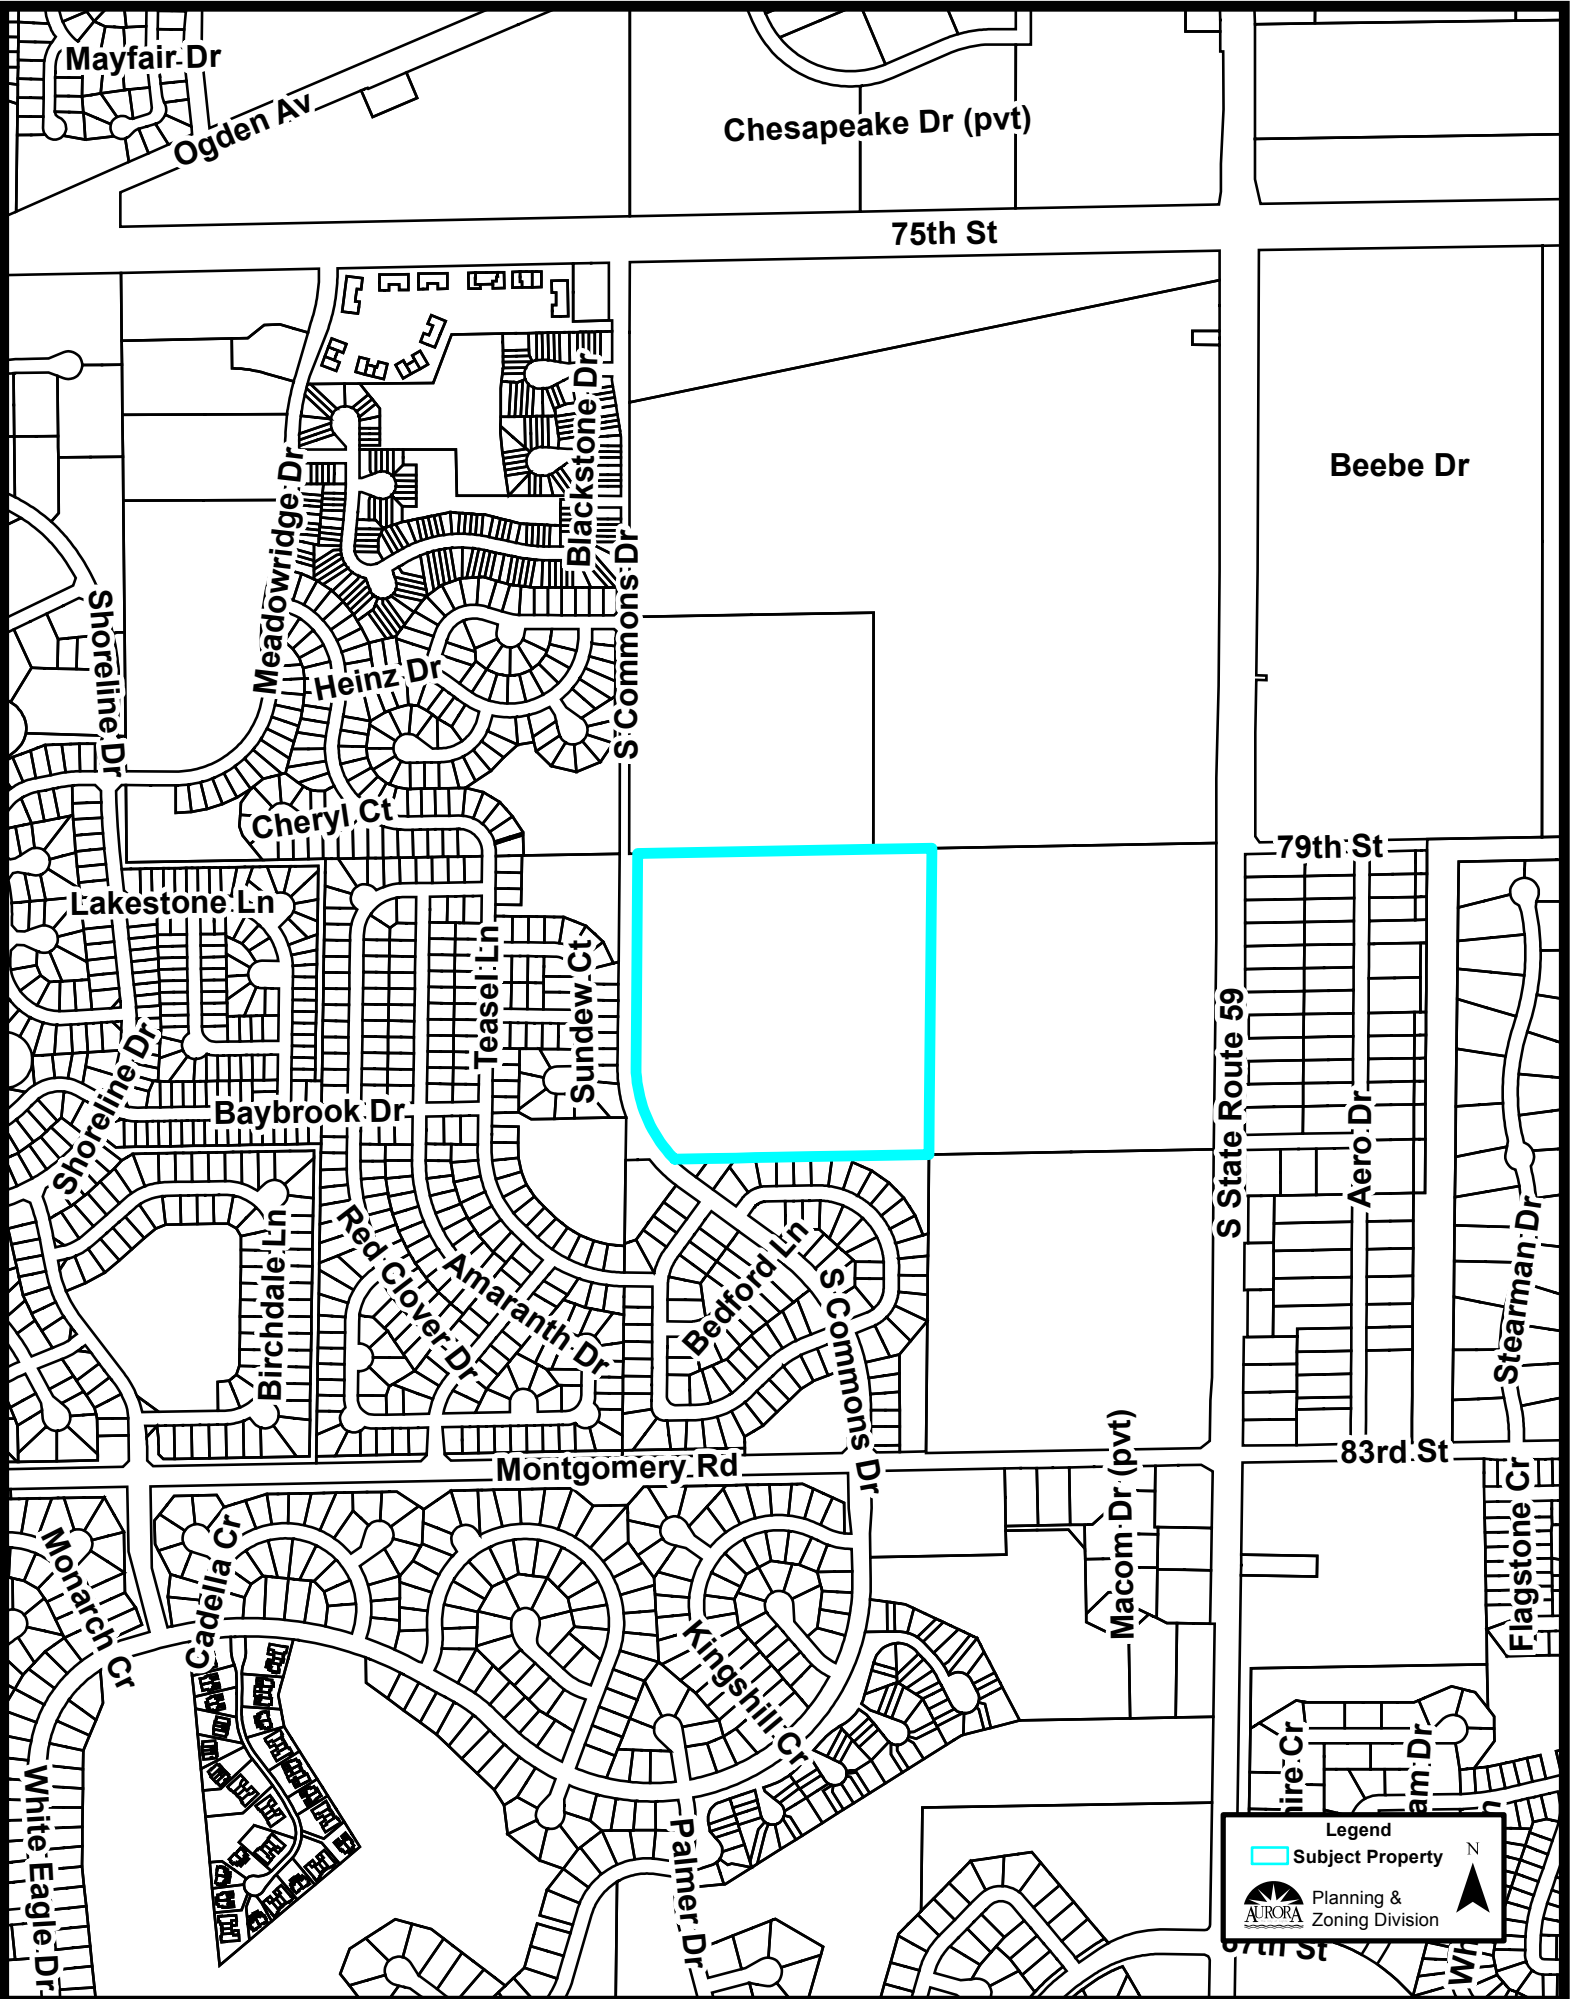 Mayfair Dr
Ogden Av
Chesapeake Dr (pvt)
75th St
Beebe Dr
Blackstone Dr
Meadowridge Dr
S Commons Dr
Shoreline Dr
Heinz Dr
Cheryl Ct
79th St
Lakestone Ln
Teasel Ln
Sundew Ct
S State Route 59
Shoreline Dr
Baybrook Dr
Aero Dr
Stearman Dr
Birchdale Ln
Red Clover Dr
Amaranth Dr
Bedford Ln
S Commons Dr
Montgomery Rd
Macom Dr (pvt)
83rd St
Flagstone Cr
Monarch Cr
Cadella Cr
Kingshill Cr
White Eagle Dr
Palmer Dr
Legend
Subject Property
N
AURORA
Planning &
Zoning Division